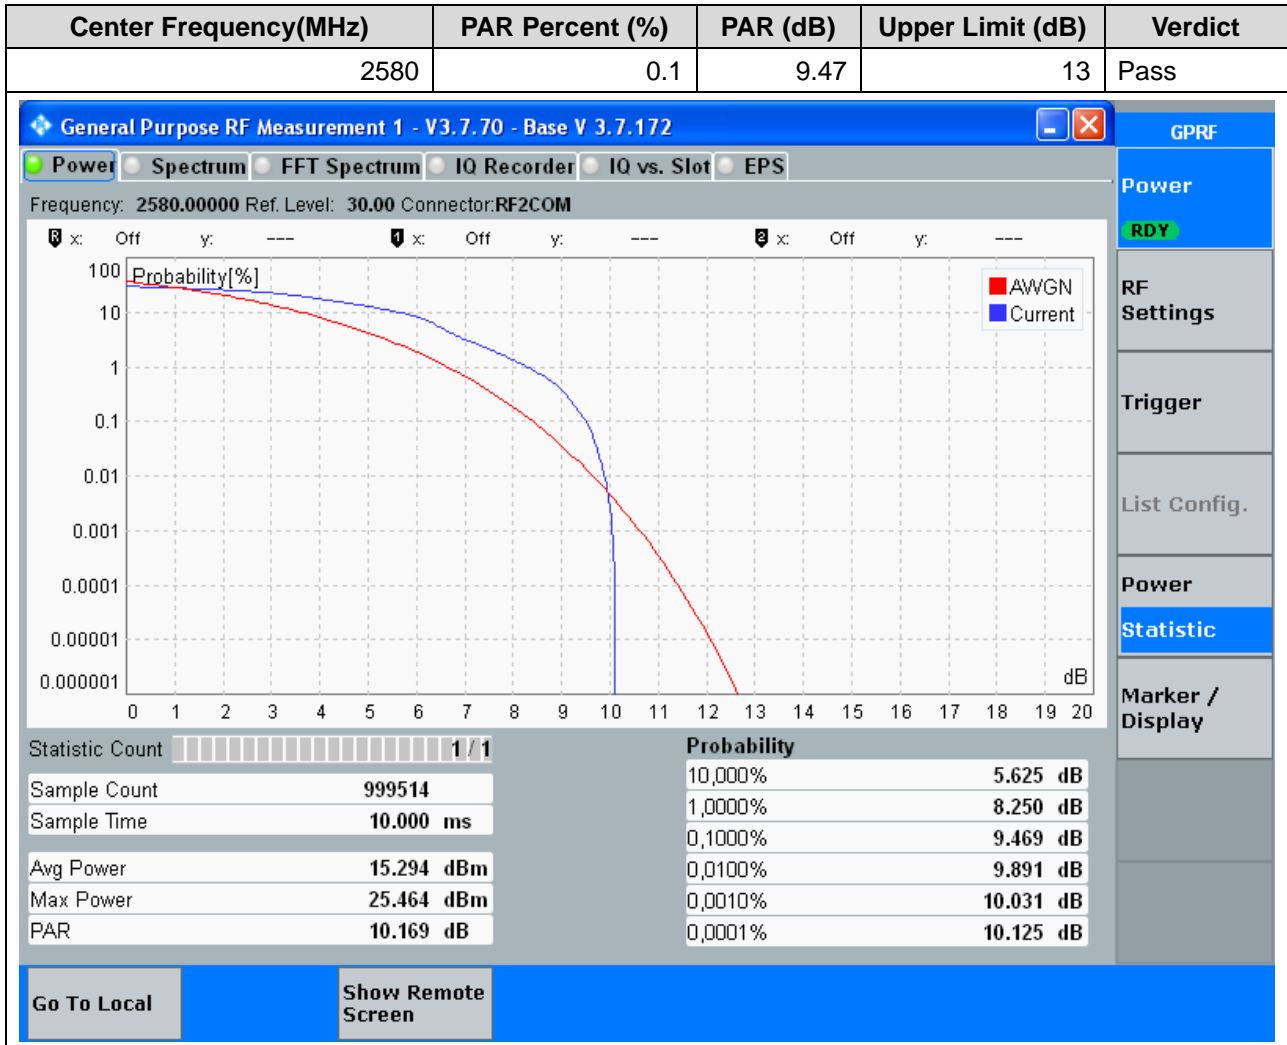 Center Frequency(MHz) PAR Percent (%) PAR (dB) Upper Limit (dB) Verdict
2580 0.1 9.47 13 Pass
General Purpose RF Measurement 1 - V3.7.70 - Base V 3.7.172
GPRF
Power Spectrum FFT Spectrum IQ Recorder IQ vs. Slot EPS
Frequency: 2580.00000 Ref. Level: 30.00 Connector:RF2COM
R x: Off y: --- 1 x: Off y: --- 2 x: Off y: ---
Probability[%]
100
10
1
0.1
0.01
0.001
0.0001
0.00001
0.000001
AWGN
Current
dB
0 1 2 3 4 5 6 7 8 9 10 11 12 13 14 15 16 17 18 19 20
Statistic Count 1 / 1
Sample Count 999514
Sample Time 10.000 ms
Avg Power 15.294 dBm
Max Power 25.464 dBm
PAR 10.169 dB
Probability
10,000% 5.625 dB
1,0000% 8.250 dB
0,1000% 9.469 dB
0,0100% 9.891 dB
0,0010% 10.031 dB
0,0001% 10.125 dB
Power
RDY
RF
Settings
Trigger
List Config.
Power
Statistic
Marker /
Display
Go To Local
Show Remote
Screen